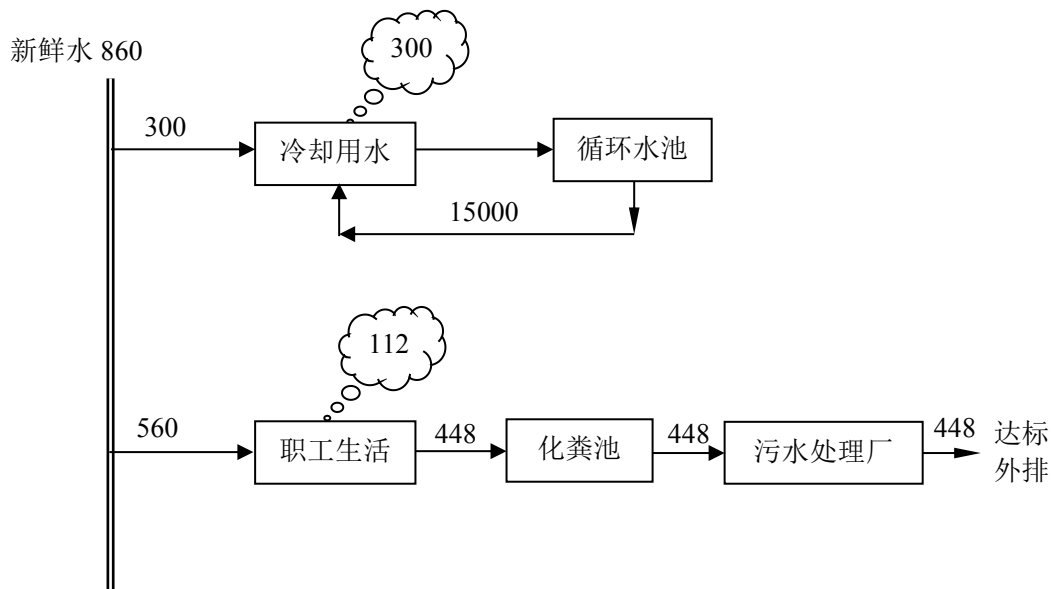 新鲜水 860
300
300
冷却用水
循环水池
15000
112
560
职工生活
448
化粪池
448
污水处理厂
448
达标
外排